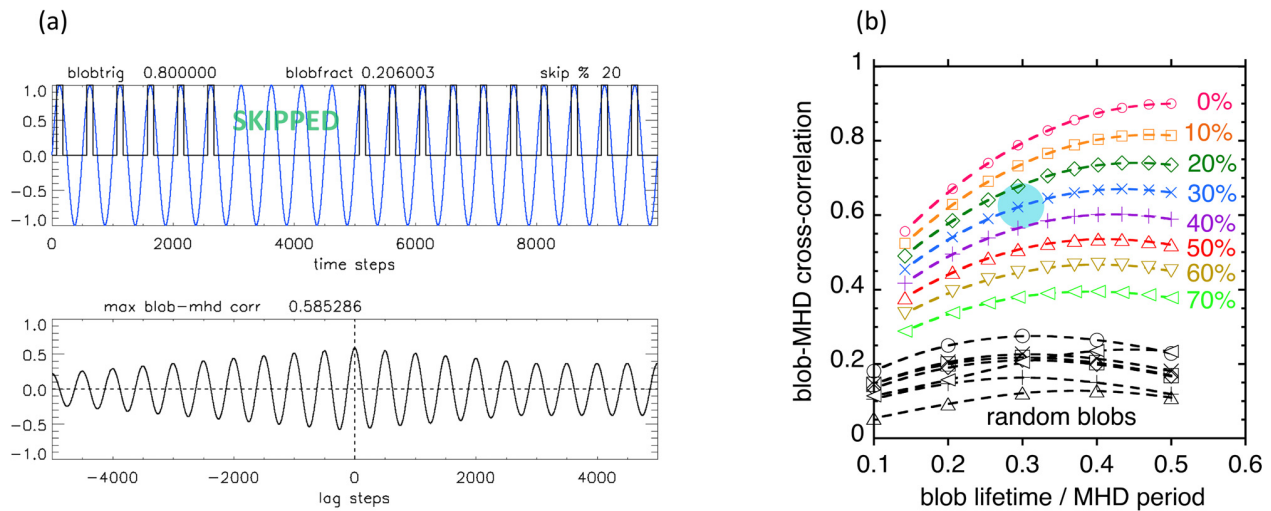 (a)
blobtrig 0.800000 blobfract 0.206003 skip % 20
1.0
0.5
0.0
−0.5
−1.0
SKIPPED
0 2000 4000 6000 8000
time steps
max blob−mhd corr 0.585286
1.0
0.5
0.0
−0.5
−1.0
−4000 −2000 0 2000 4000
lag steps
(b)
blob-MHD cross-correlation
1
0.8
0.6
0.4
0.2
0
0%
10%
20%
30%
40%
50%
60%
70%
random blobs
0.1 0.2 0.3 0.4 0.5 0.6
blob lifetime / MHD period